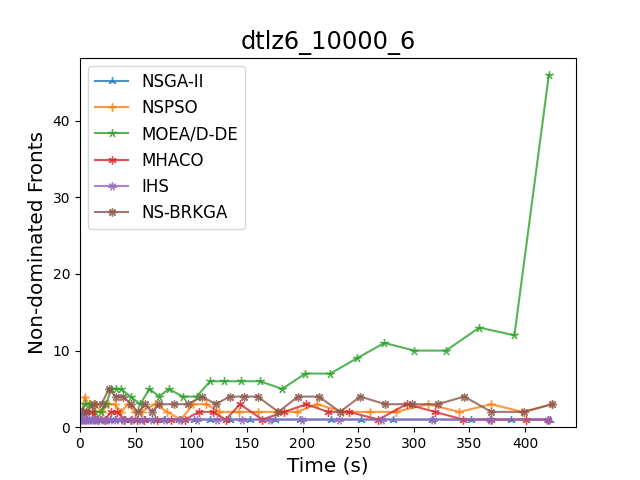 dtlz6_10000_6
NSGA-II
NSPSO
MOEA/D-DE
MHACO
IHS
NS-BRKGA
Non-dominated Fronts
40
30
20
10
0
0 50 100 150 200 250 300 350 400
Time (s)